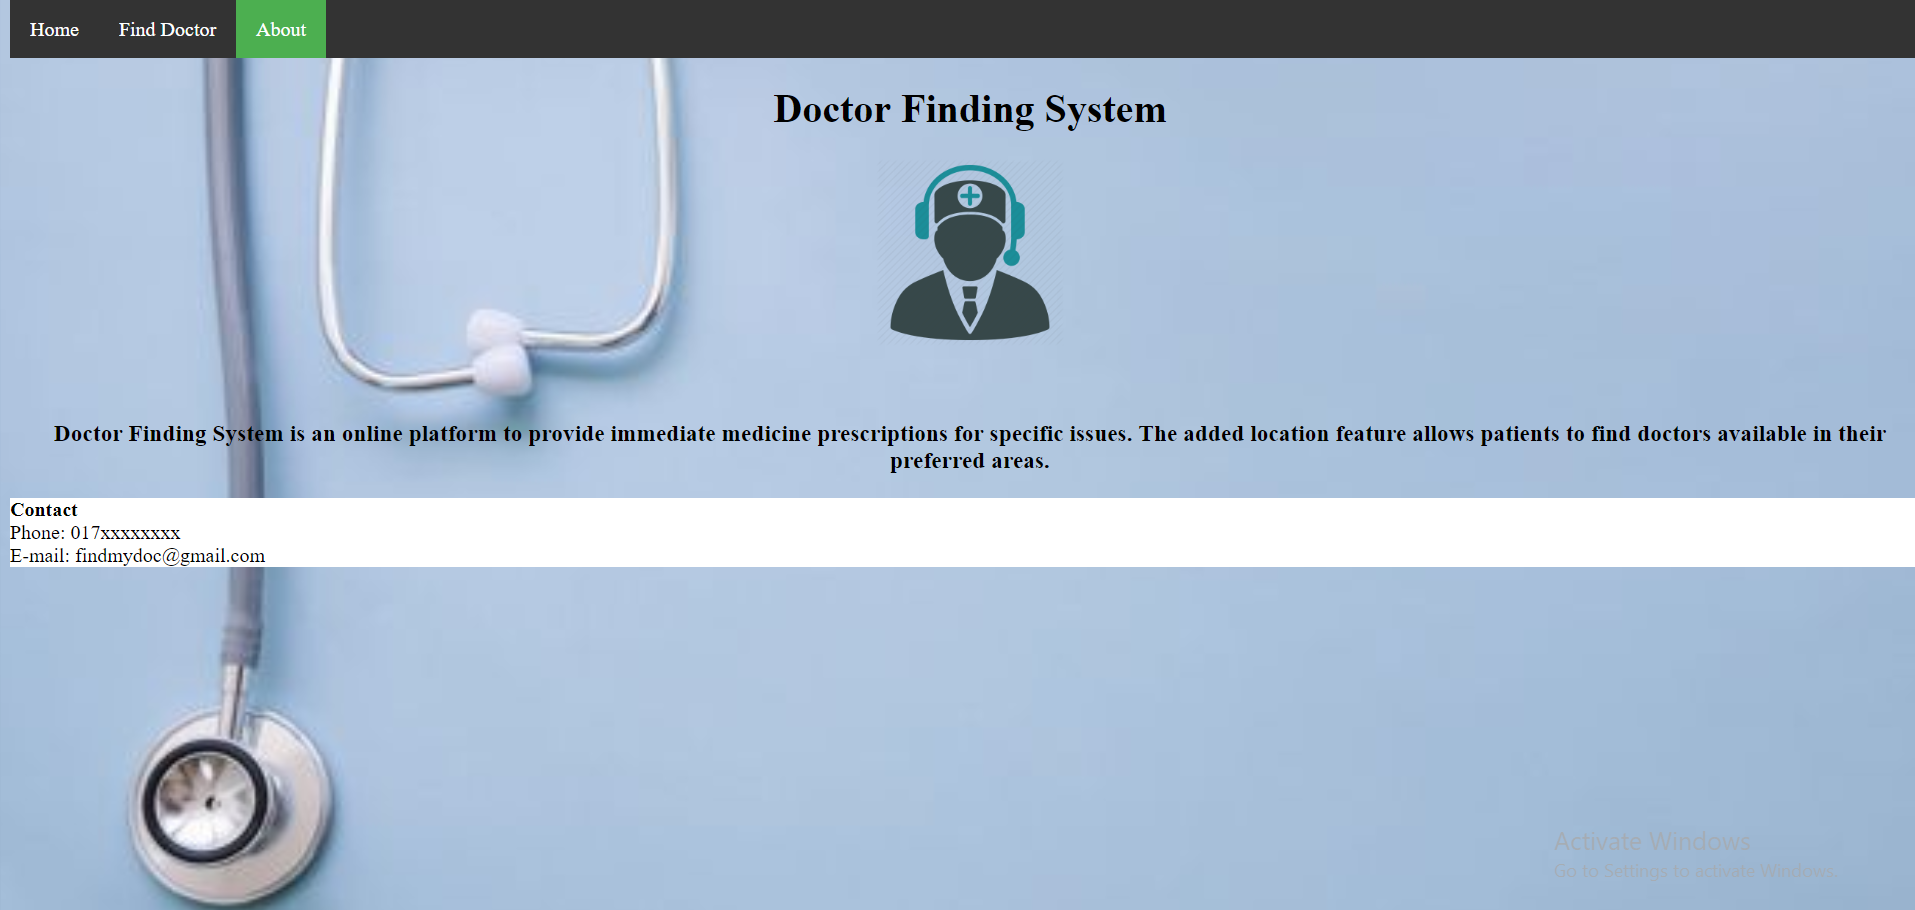 Home Find Doctor About
Doctor Finding System
Doctor Finding System is an online platform to provide immediate medicine prescriptions for specific issues. The added location feature allows patients to find doctors available in their
preferred areas.
Contact
Phone: 017xxxxxxxx
E-mail: findmydoc@gmail.com
Activate Windows
Go to Settings to activate Windows.